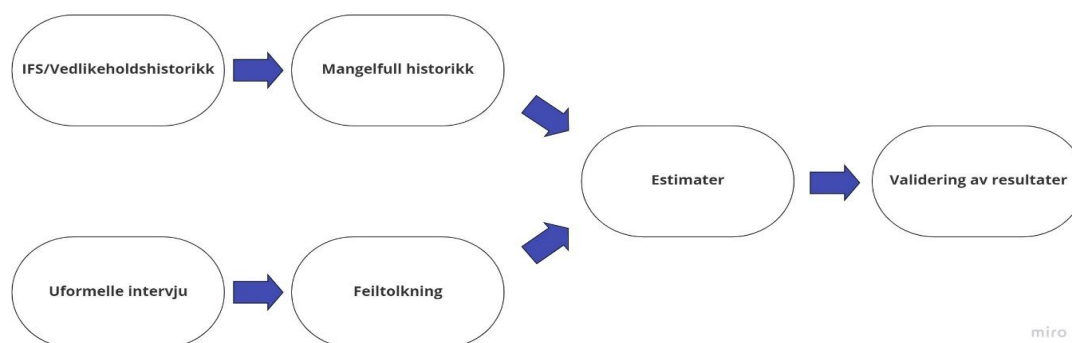 IFS/Vedlikeholdshistorikk
Mangelfull historikk
Estimater
Validering av resultater
Uformelle intervju
Feiltolkning
miro